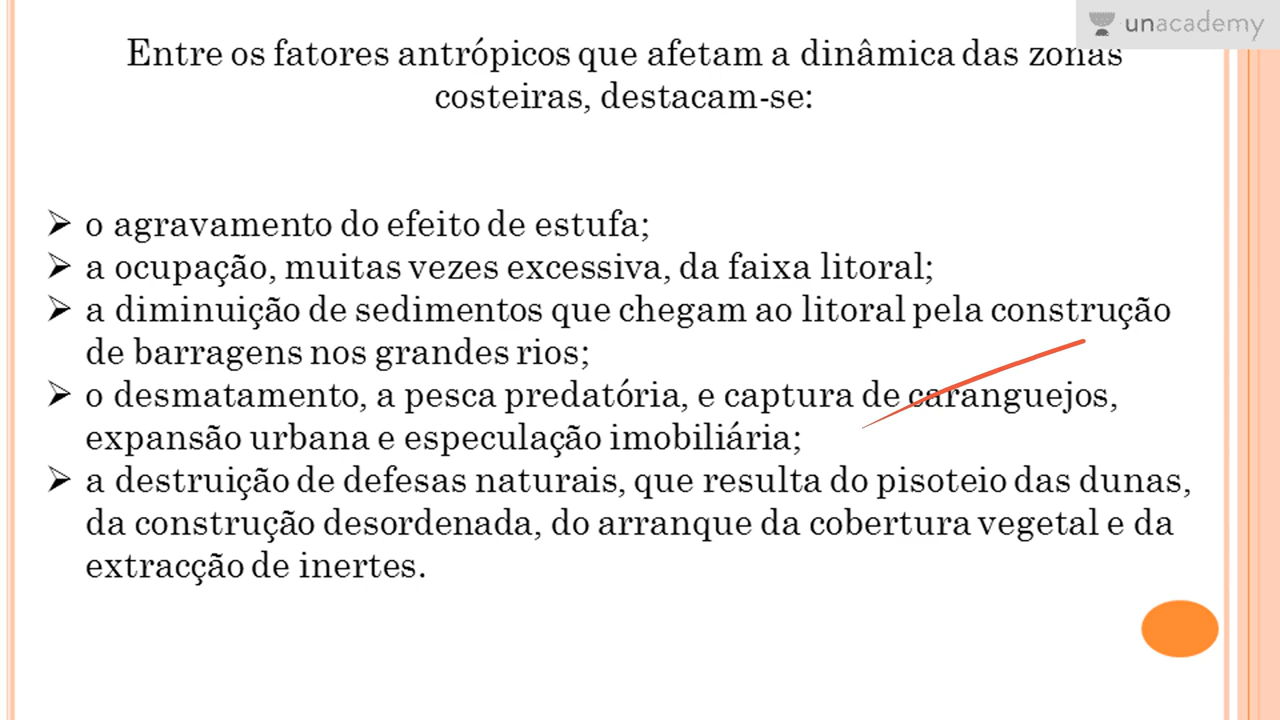 unacademy
Entre os fatores antrópicos que afetam a dinâmica das zonas
costeiras, destacam-se:
➢ o agravamento do efeito de estufa;
➢ a ocupação, muitas vezes excessiva, da faixa litoral;
➢ a diminuição de sedimentos que chegam ao litoral pela construção
de barragens nos grandes rios;
➢ o desmatamento, a pesca predatória, e captura de caranguejos,
expansão urbana e especulação imobiliária;
➢ a destruição de defesas naturais, que resulta do pisoteio das dunas,
da construção desordenada, do arranque da cobertura vegetal e da
extracção de inertes.